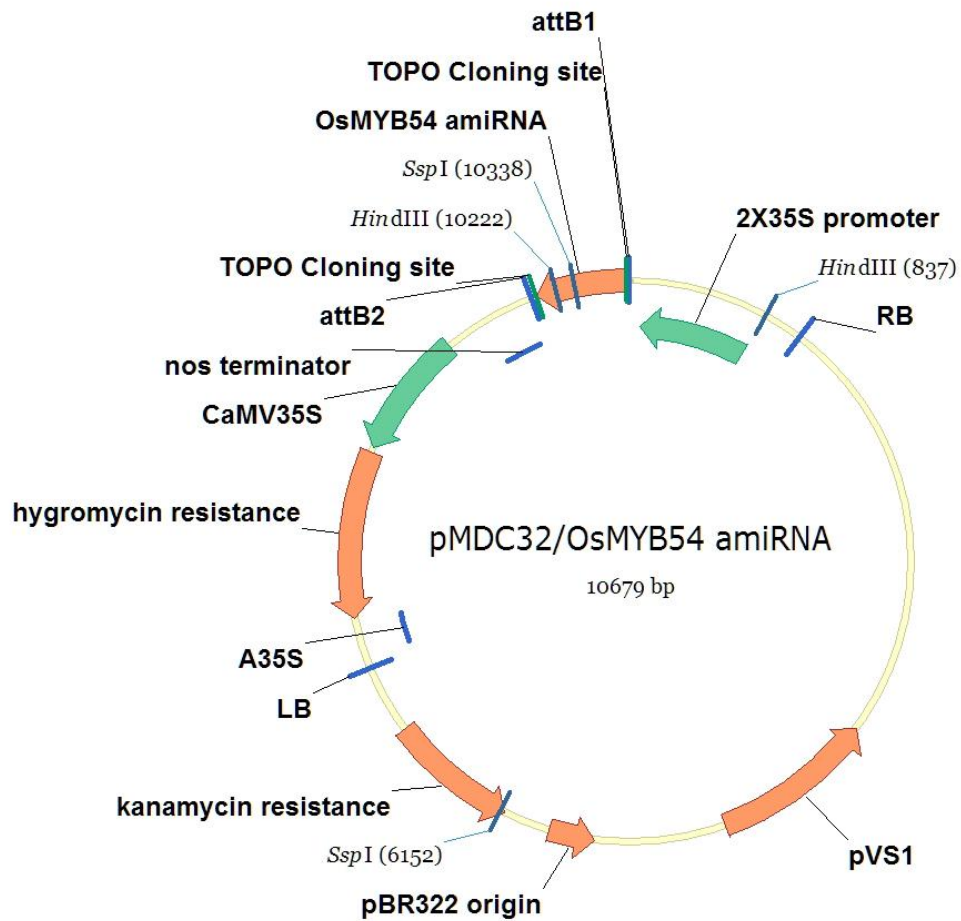 attB1
TOPO Cloning site
OsMYB54 amiRNA
SspI (10338)
HindIII (10222)
2X35S promoter
HindIII (837)
TOPO Cloning site
attB2
RB
nos terminator
CaMV35S
hygromycin resistance
pMDC32/OsMYB54 amiRNA
10679 bp
A35S
LB
kanamycin resistance
SspI (6152)
pVS1
pBR322 origin